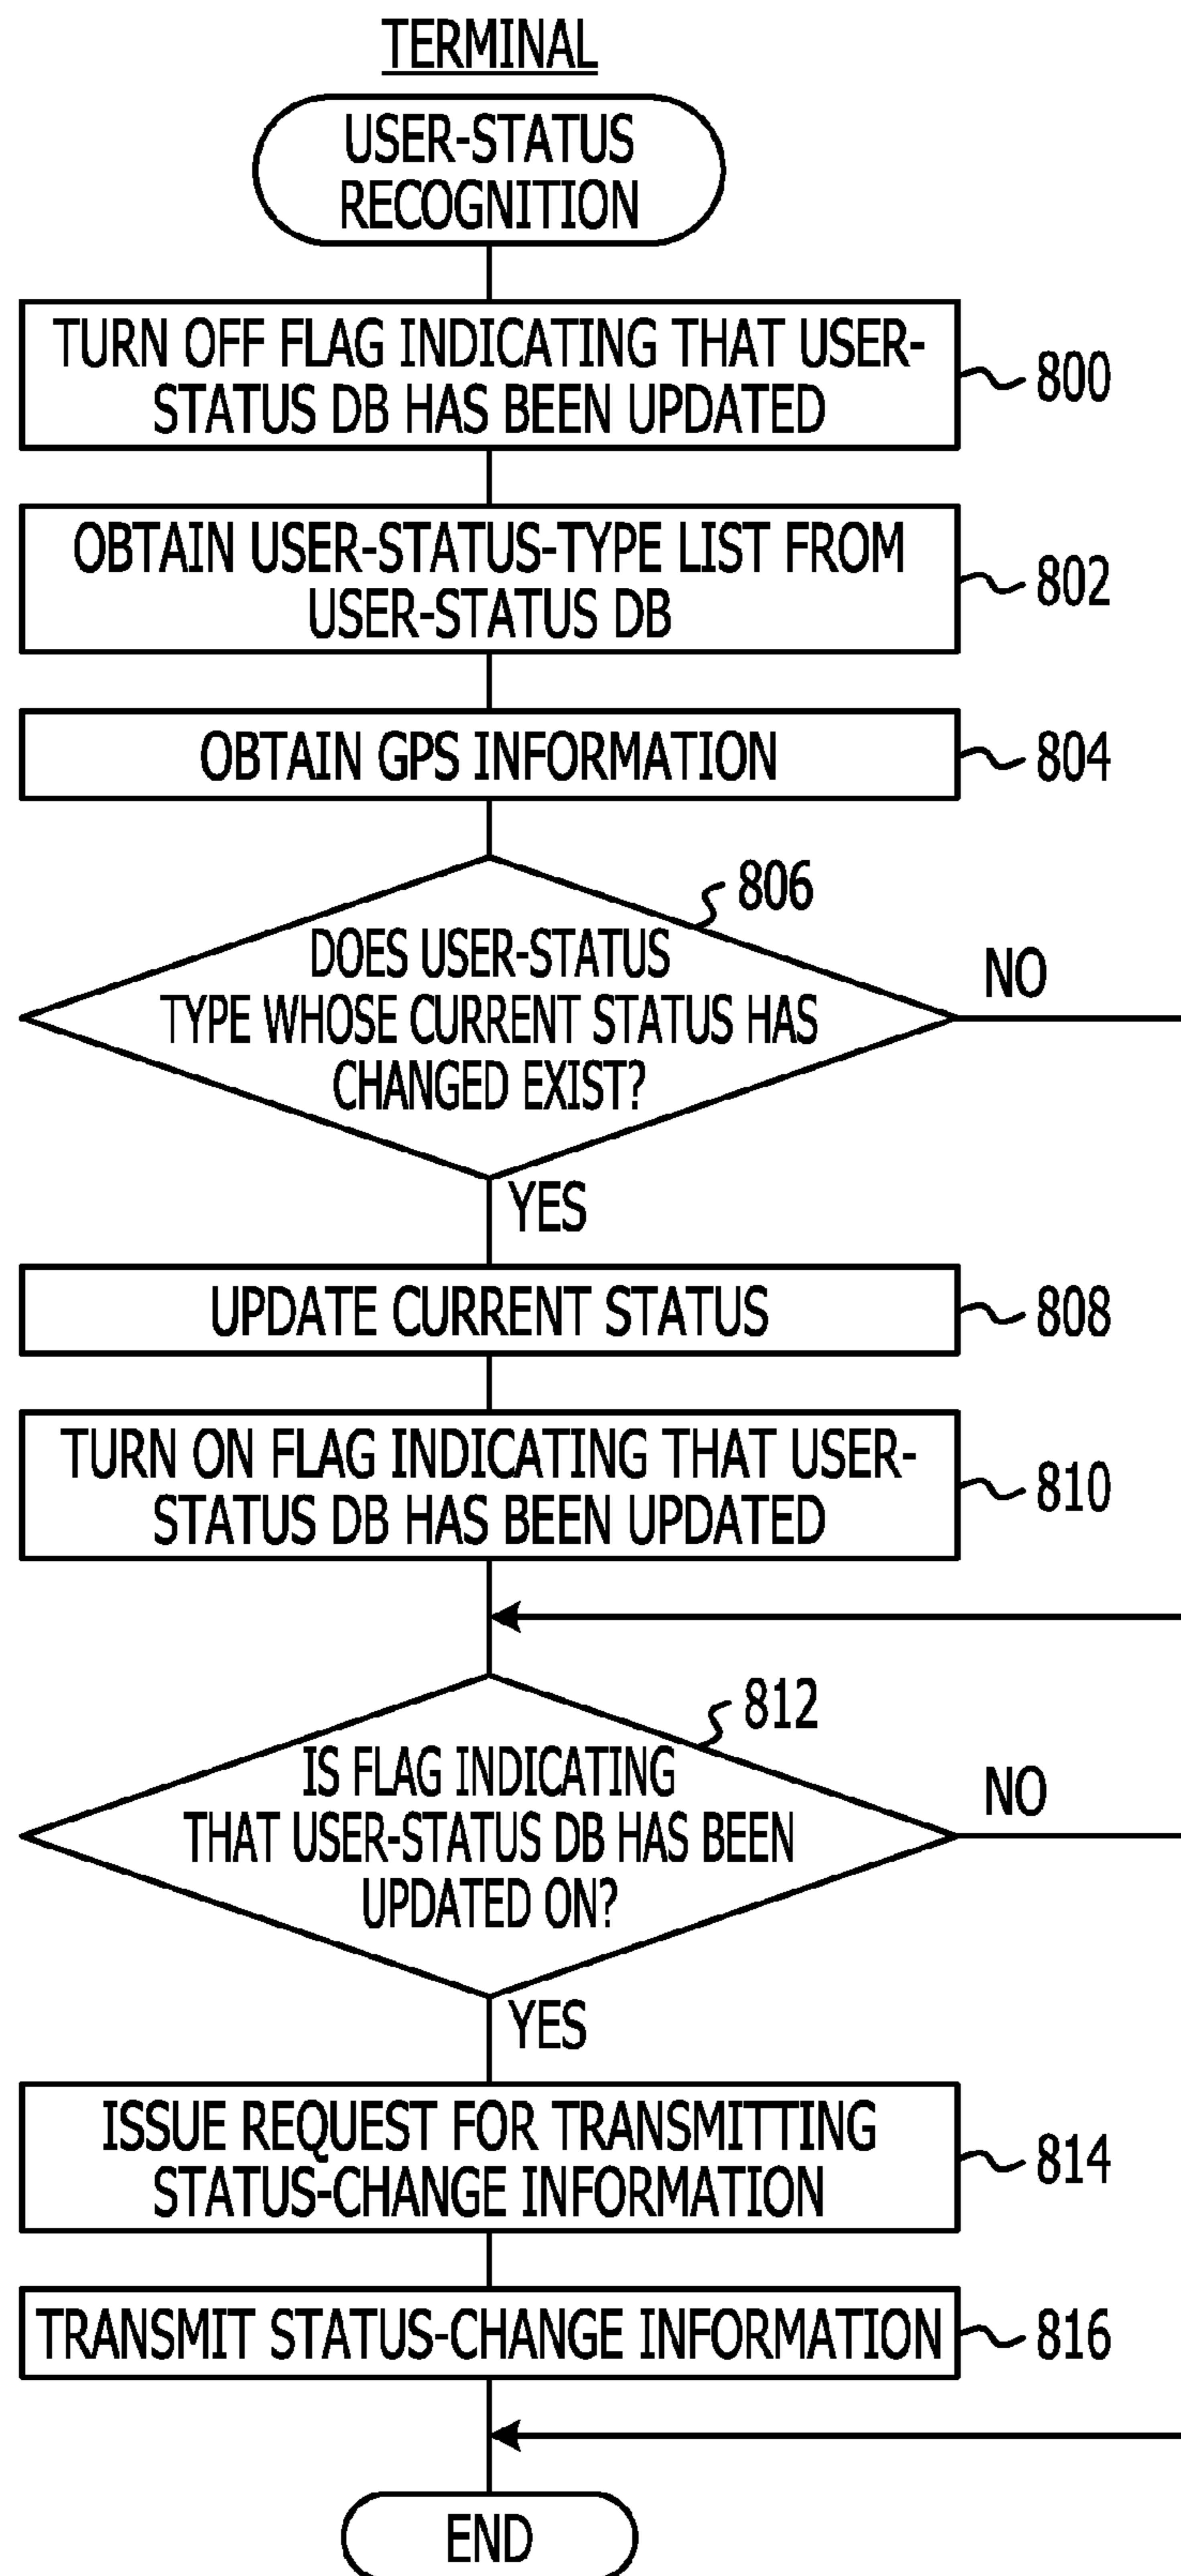 TERMINAL
USER-STATUS
RECOGNITION
TURN OFF FLAG INDICATING THAT USER-
STATUS DB HAS BEEN UPDATED
800
OBTAIN USER-STATUS-TYPE LIST FROM
USER-STATUS DB
802
OBTAIN GPS INFORMATION
804
806
DOES USER-STATUS
TYPE WHOSE CURRENT STATUS HAS
CHANGED EXIST?
NO
YES
UPDATE CURRENT STATUS
808
TURN ON FLAG INDICATING THAT USER-
STATUS DB HAS BEEN UPDATED
810
812
IS FLAG INDICATING
THAT USER-STATUS DB HAS BEEN
UPDATED ON?
NO
YES
ISSUE REQUEST FOR TRANSMITTING
STATUS-CHANGE INFORMATION
814
TRANSMIT STATUS-CHANGE INFORMATION
816
END